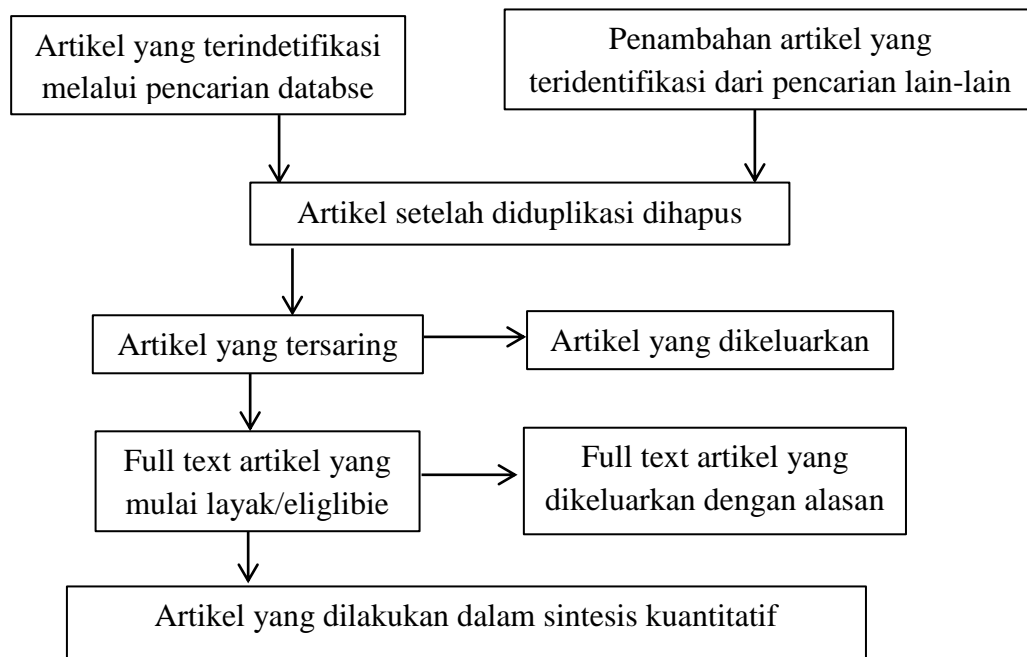 Artikel yang terindetifikasi
melalui pencarian databse
Penambahan artikel yang
teridentifikasi dari pencarian lain-lain
Artikel setelah diduplikasi dihapus
Artikel yang tersaring
Artikel yang dikeluarkan
Full text artikel yang
mulai layak/eliglibie
Full text artikel yang
dikeluarkan dengan alasan
Artikel yang dilakukan dalam sintesis kuantitatif